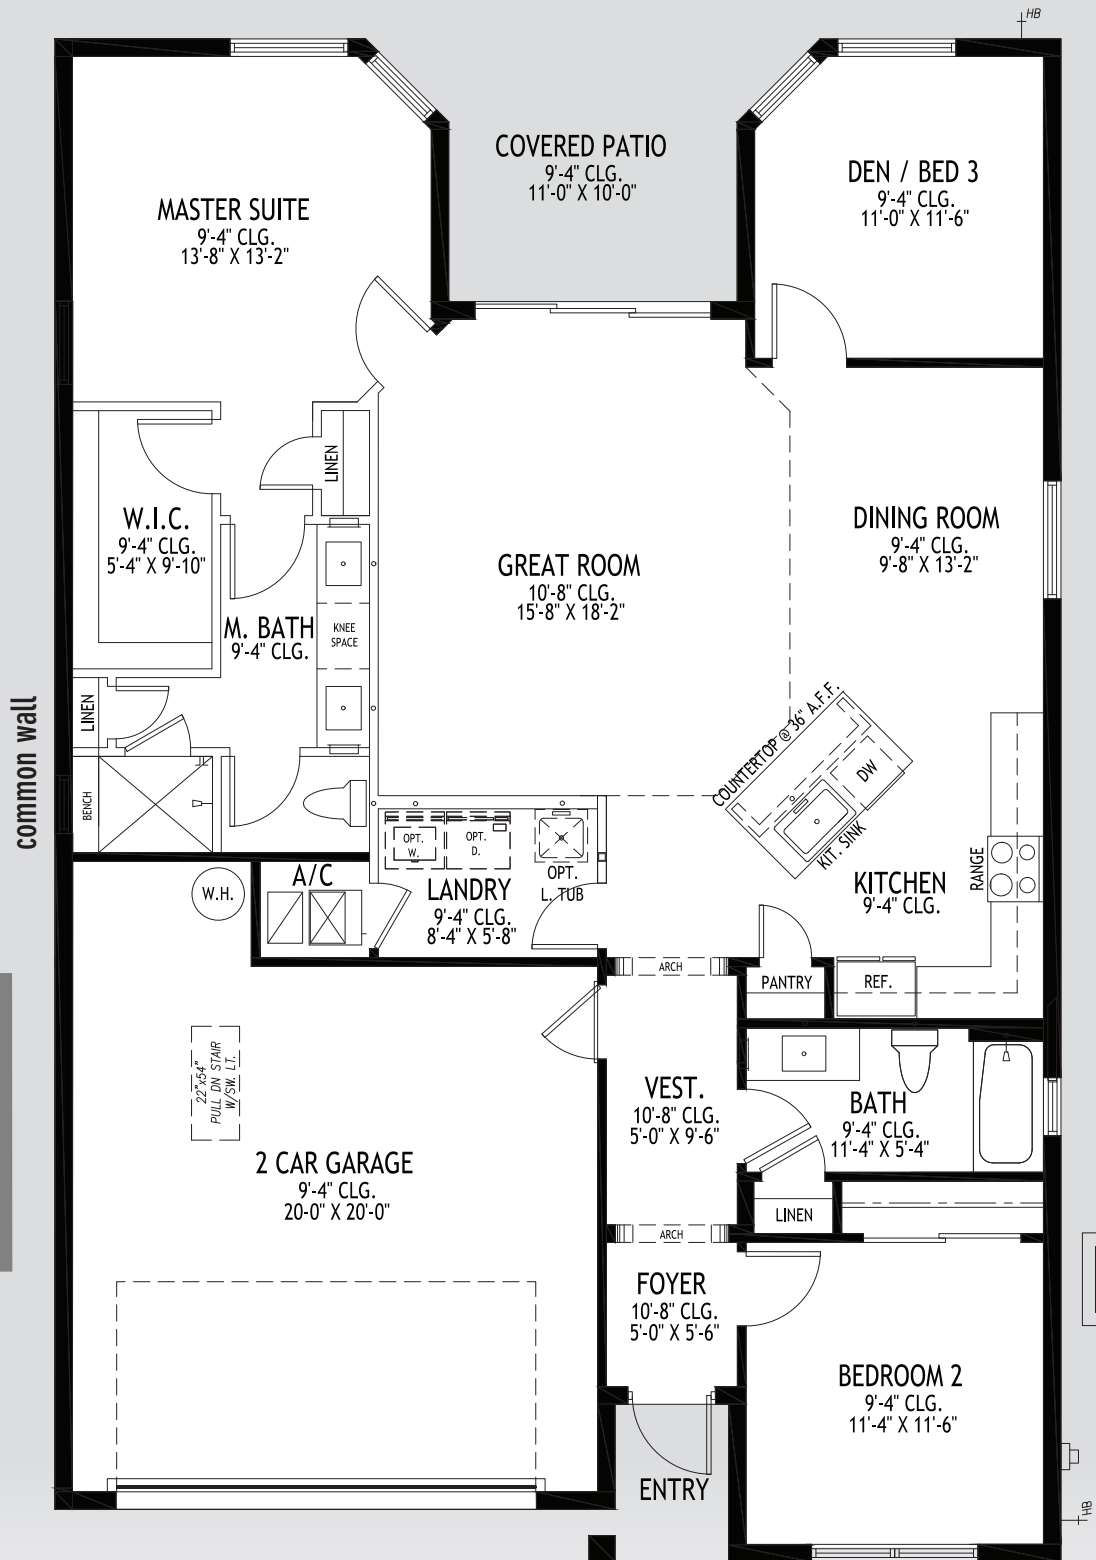 HB
COVERED PATIO
9'-4" CLG.
11'-0" X 10'-0"
DEN / BED 3
9'-4" CLG.
11'-0" X 11'-6"
MASTER SUITE
9'-4" CLG.
13'-8" X 13'-2"
LINEN
W.I.C.
9'-4" CLG.
5'-4" X 9'-10"
DINING ROOM
9'-4" CLG.
9'-8" X 13'-2"
GREAT ROOM
10'-8" CLG.
15'-8" X 18'-2"
M. BATH
9'-4" CLG.
KNEE
SPACE
LINEN
common wall
BENCH
COUNTERTOP @ 36" A.F.F.
DW
KIT. SINK
RANGE
KITCHEN
9'-4" CLG.
OPT.
W.
OPT.
D.
OPT.
L. TUB
A/C
W.H.
LANDRY
9'-4" CLG.
8'-4" X 5'-8"
ARCH
PANTRY
REF.
22"x54"
PULL DN STAIR
W/SW. LT.
VEST.
10'-8" CLG.
5'-0" X 9'-6"
BATH
9'-4" CLG.
11'-4" X 5'-4"
2 CAR GARAGE
9'-4" CLG.
20-0" X 20'-0"
LINEN
ARCH
FOYER
10'-8" CLG.
5'-0" X 5'-6"
BEDROOM 2
9'-4" CLG.
11'-4" X 11'-6"
ENTRY
HB